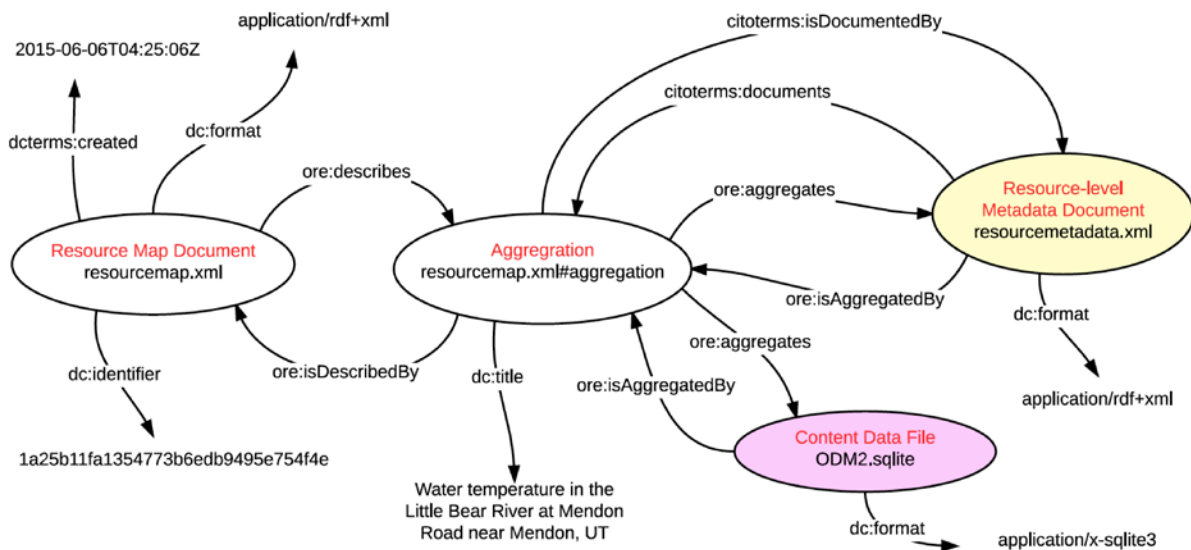 application/rdf+xml
citoterms:isDocumentedBy
2015-06-06T04:25:06Z
citoterms:documents
dcterms:created
dc:format
ore:describes
ore:aggregates
Resource-level
Metadata Document
resourcemetadata.xml
Resource Map Document
resourcemap.xml
Aggregration
resourcemap.xml#aggregation
ore:isAggregatedBy
dc:format
ore:aggregates
dc:identifier
ore:isDescribedBy
dc:title
ore:isAggregatedBy
application/rdf+xml
Content Data File
ODM2.sqlite
1a25b11fa1354773b6edb9495e754f4e
Water temperature in the
Little Bear River at Mendon
Road near Mendon, UT
dc:format
application/x-sqlite3